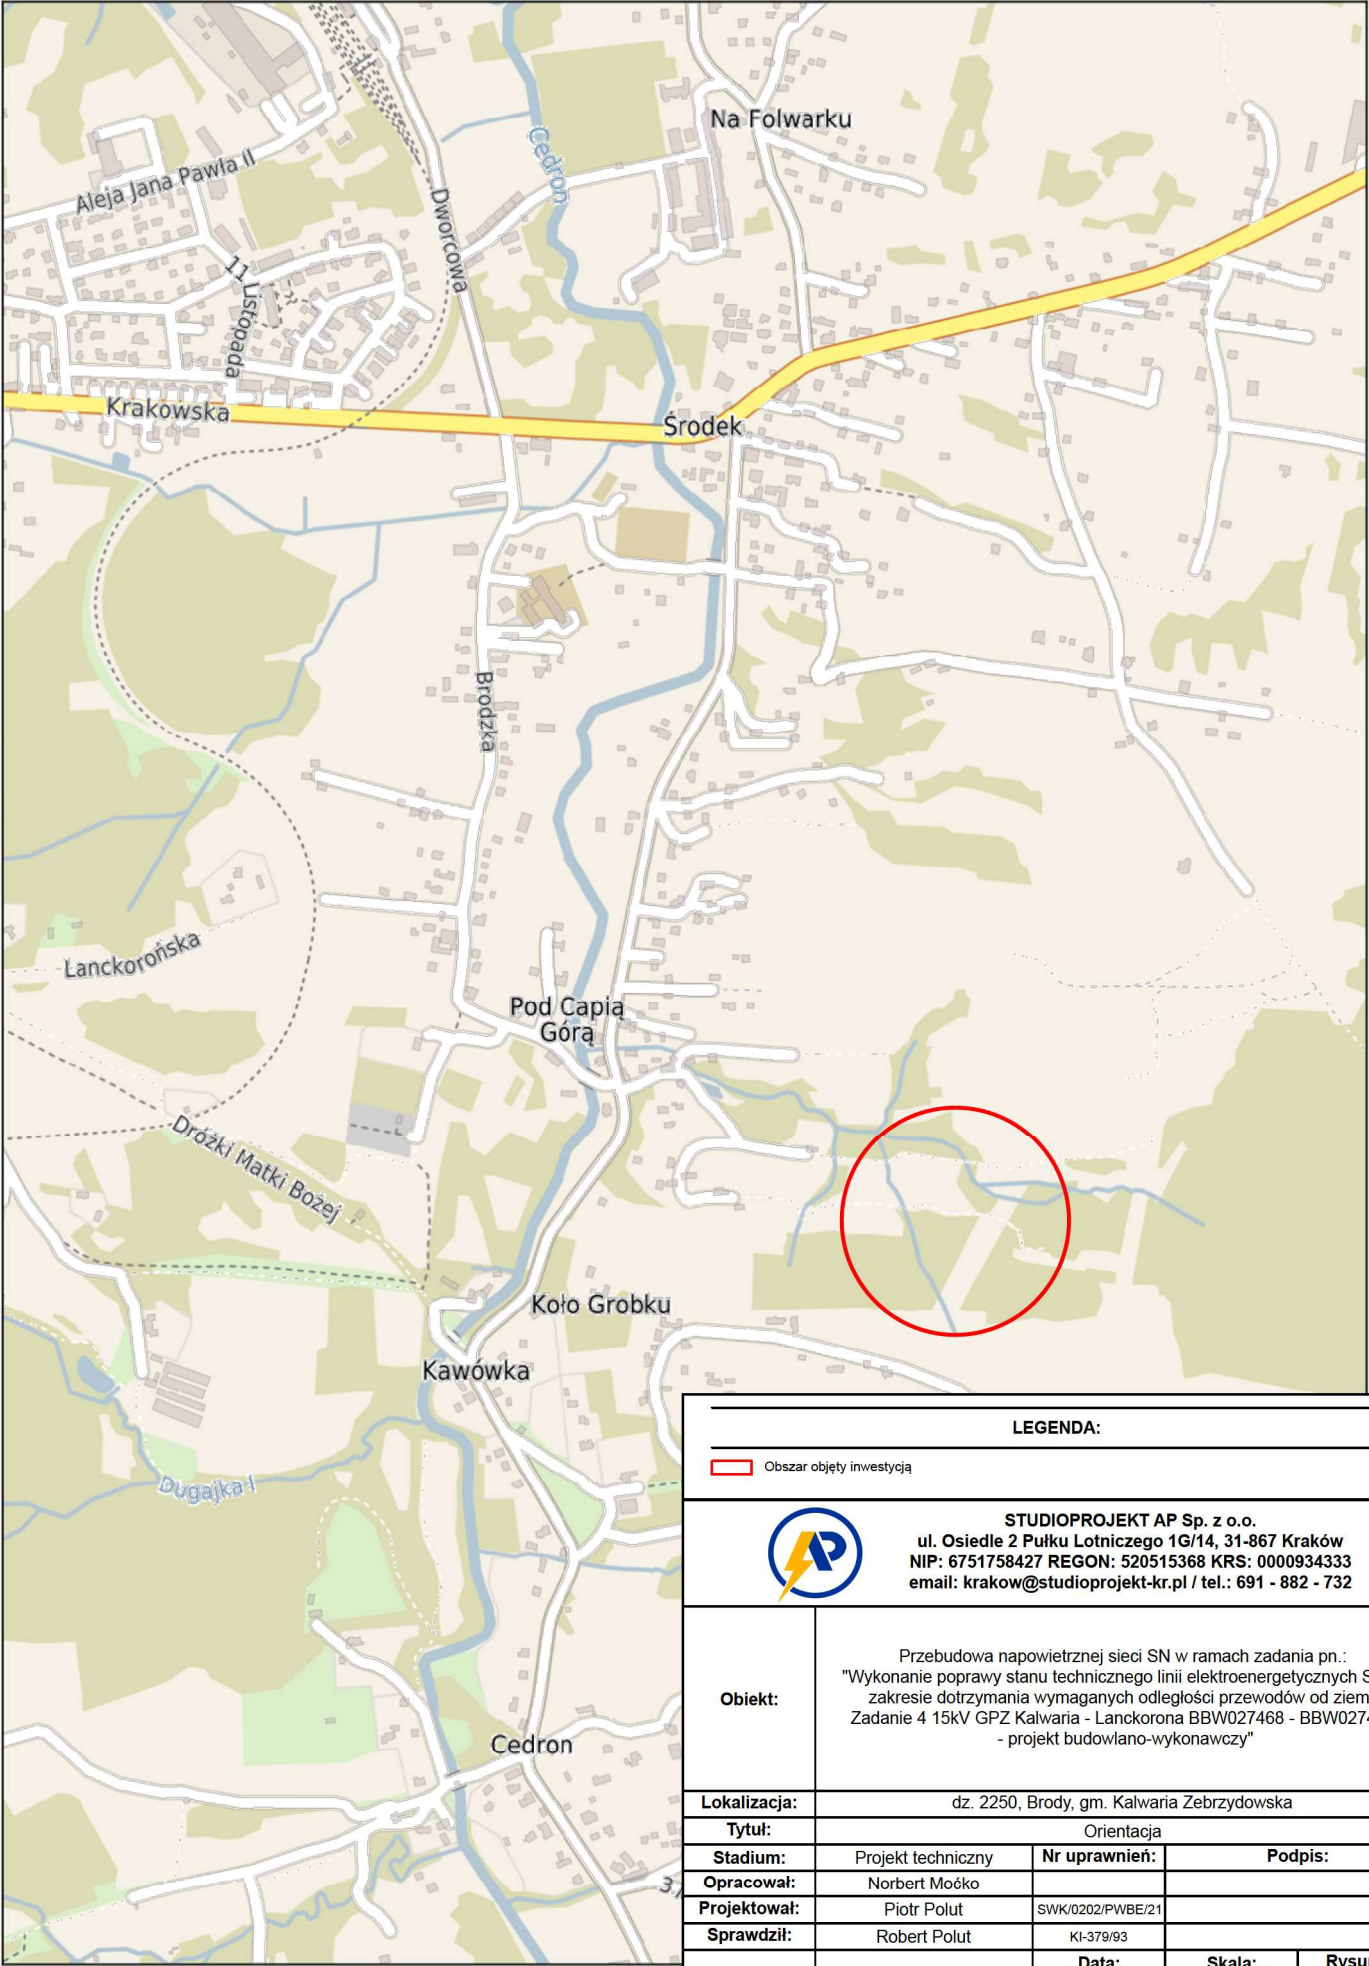 Na Folwarku
Cedron
Aleja Jana Pawła II
Dworcowa
11 Listopada
Krakowska
Środek
Brodzka
Lanckorońska
Pod Capią
Górą
Dróżki Matki Bożej
Koło Grobku
Kawówka
Dugajka I
Cedron
LEGENDA:
Obszar objęty inwestycją
AP
STUDIOPROJEKT AP Sp. z o.o.
ul. Osiedle 2 Pułku Lotniczego 1G/14, 31-867 Kraków
NIP: 6751758427 REGON: 520515368 KRS: 0000934333
email: krakow@studioprojekt-kr.pl / tel.: 691 - 882 - 732
Obiekt:
Przebudowa napowietrznej sieci SN w ramach zadania pn.:
"Wykonanie poprawy stanu technicznego linii elektroenergetycznych
zakresie dotrzymania wymaganych odległości przewodów od
Zadanie 4 15kV GPZ Kalwaria - Lanckorona BBW027468 -
- projekt budowlano-wykonawczy"
Lokalizacja: dz. 2250, Brody, gm. Kalwaria Zebrzydowska
Tytuł: Orientacja
Stadium: Projekt techniczny Nr uprawnień: Podpis:
Opracował: Norbert Moćko
Projektował: Piotr Polut SWK/0202/PWBE/21
Sprawdził: Robert Polut KI-379/93
Data: Skala: